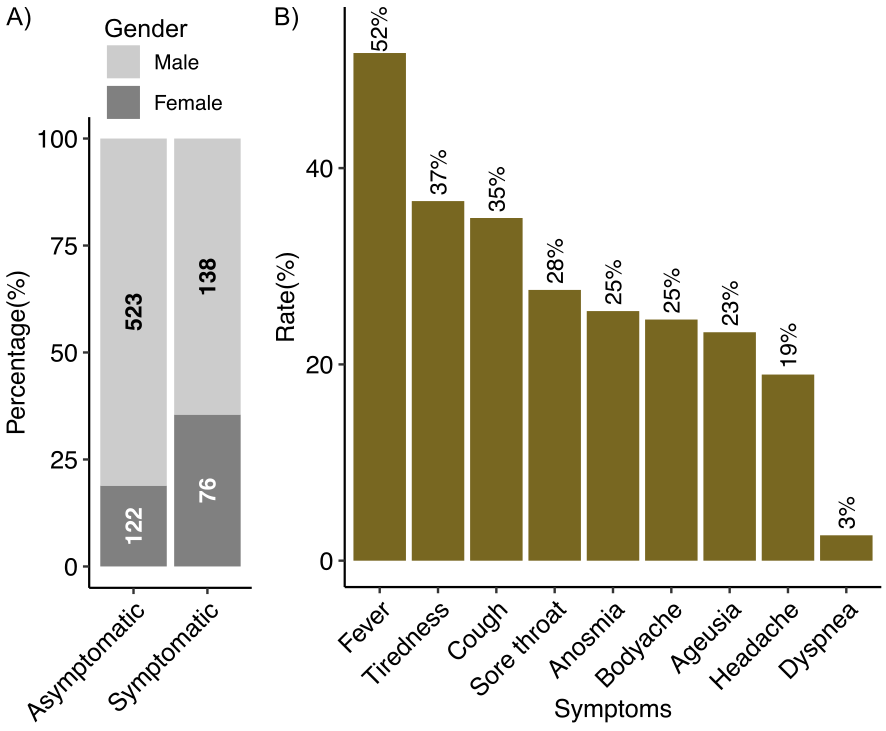 A)
Gender
Male
Female
Percentage(%)
100
75
50
25
0
523
138
122
76
Asymptomatic
Symptomatic
B)
Rate(%)
40
20
0
52%
37%
35%
28%
25%
25%
23%
19%
3%
Fever
Tiredness
Cough
Sore throat
Anosmia
Bodyache
Ageusia
Headache
Dyspnea
Symptoms